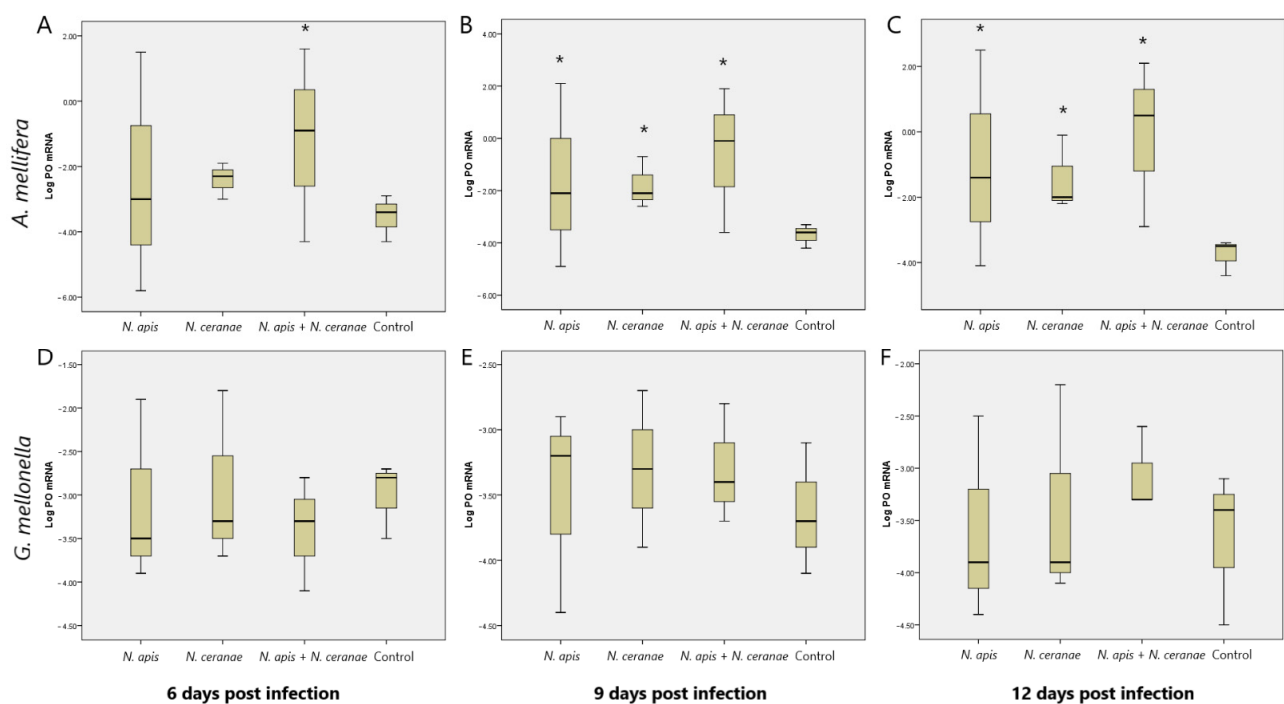 A
B
C
*
*
*
*
*
*
*
2.00
0.00
−2.00
−4.00
−6.00
Log PO mRNA
4.00
2.00
0.00
−2.00
−4.00
−6.00
Log PO mRNA
2.00
0.00
−2.00
−4.00
Log PO mRNA
A. mellifera
N. apis N. ceranae N. apis + N. ceranae Control
N. apis N. ceranae N. apis + N. ceranae Control
N. apis N. ceranae N. apis + N. ceranae Control
D
E
F
−1.50
−2.00
−2.50
−3.00
−3.50
−4.00
−4.50
Log PO mRNA
−2.50
−3.00
−3.50
−4.00
−4.50
Log PO mRNA
−2.00
−2.50
−3.00
−3.50
−4.00
−4.50
Log PO mRNA
G. mellonella
N. apis N. ceranae N. apis + N. ceranae Control
N. apis N. ceranae N. apis + N. ceranae Control
N. apis N. ceranae N. apis + N. ceranae Control
6 days post infection
9 days post infection
12 days post infection